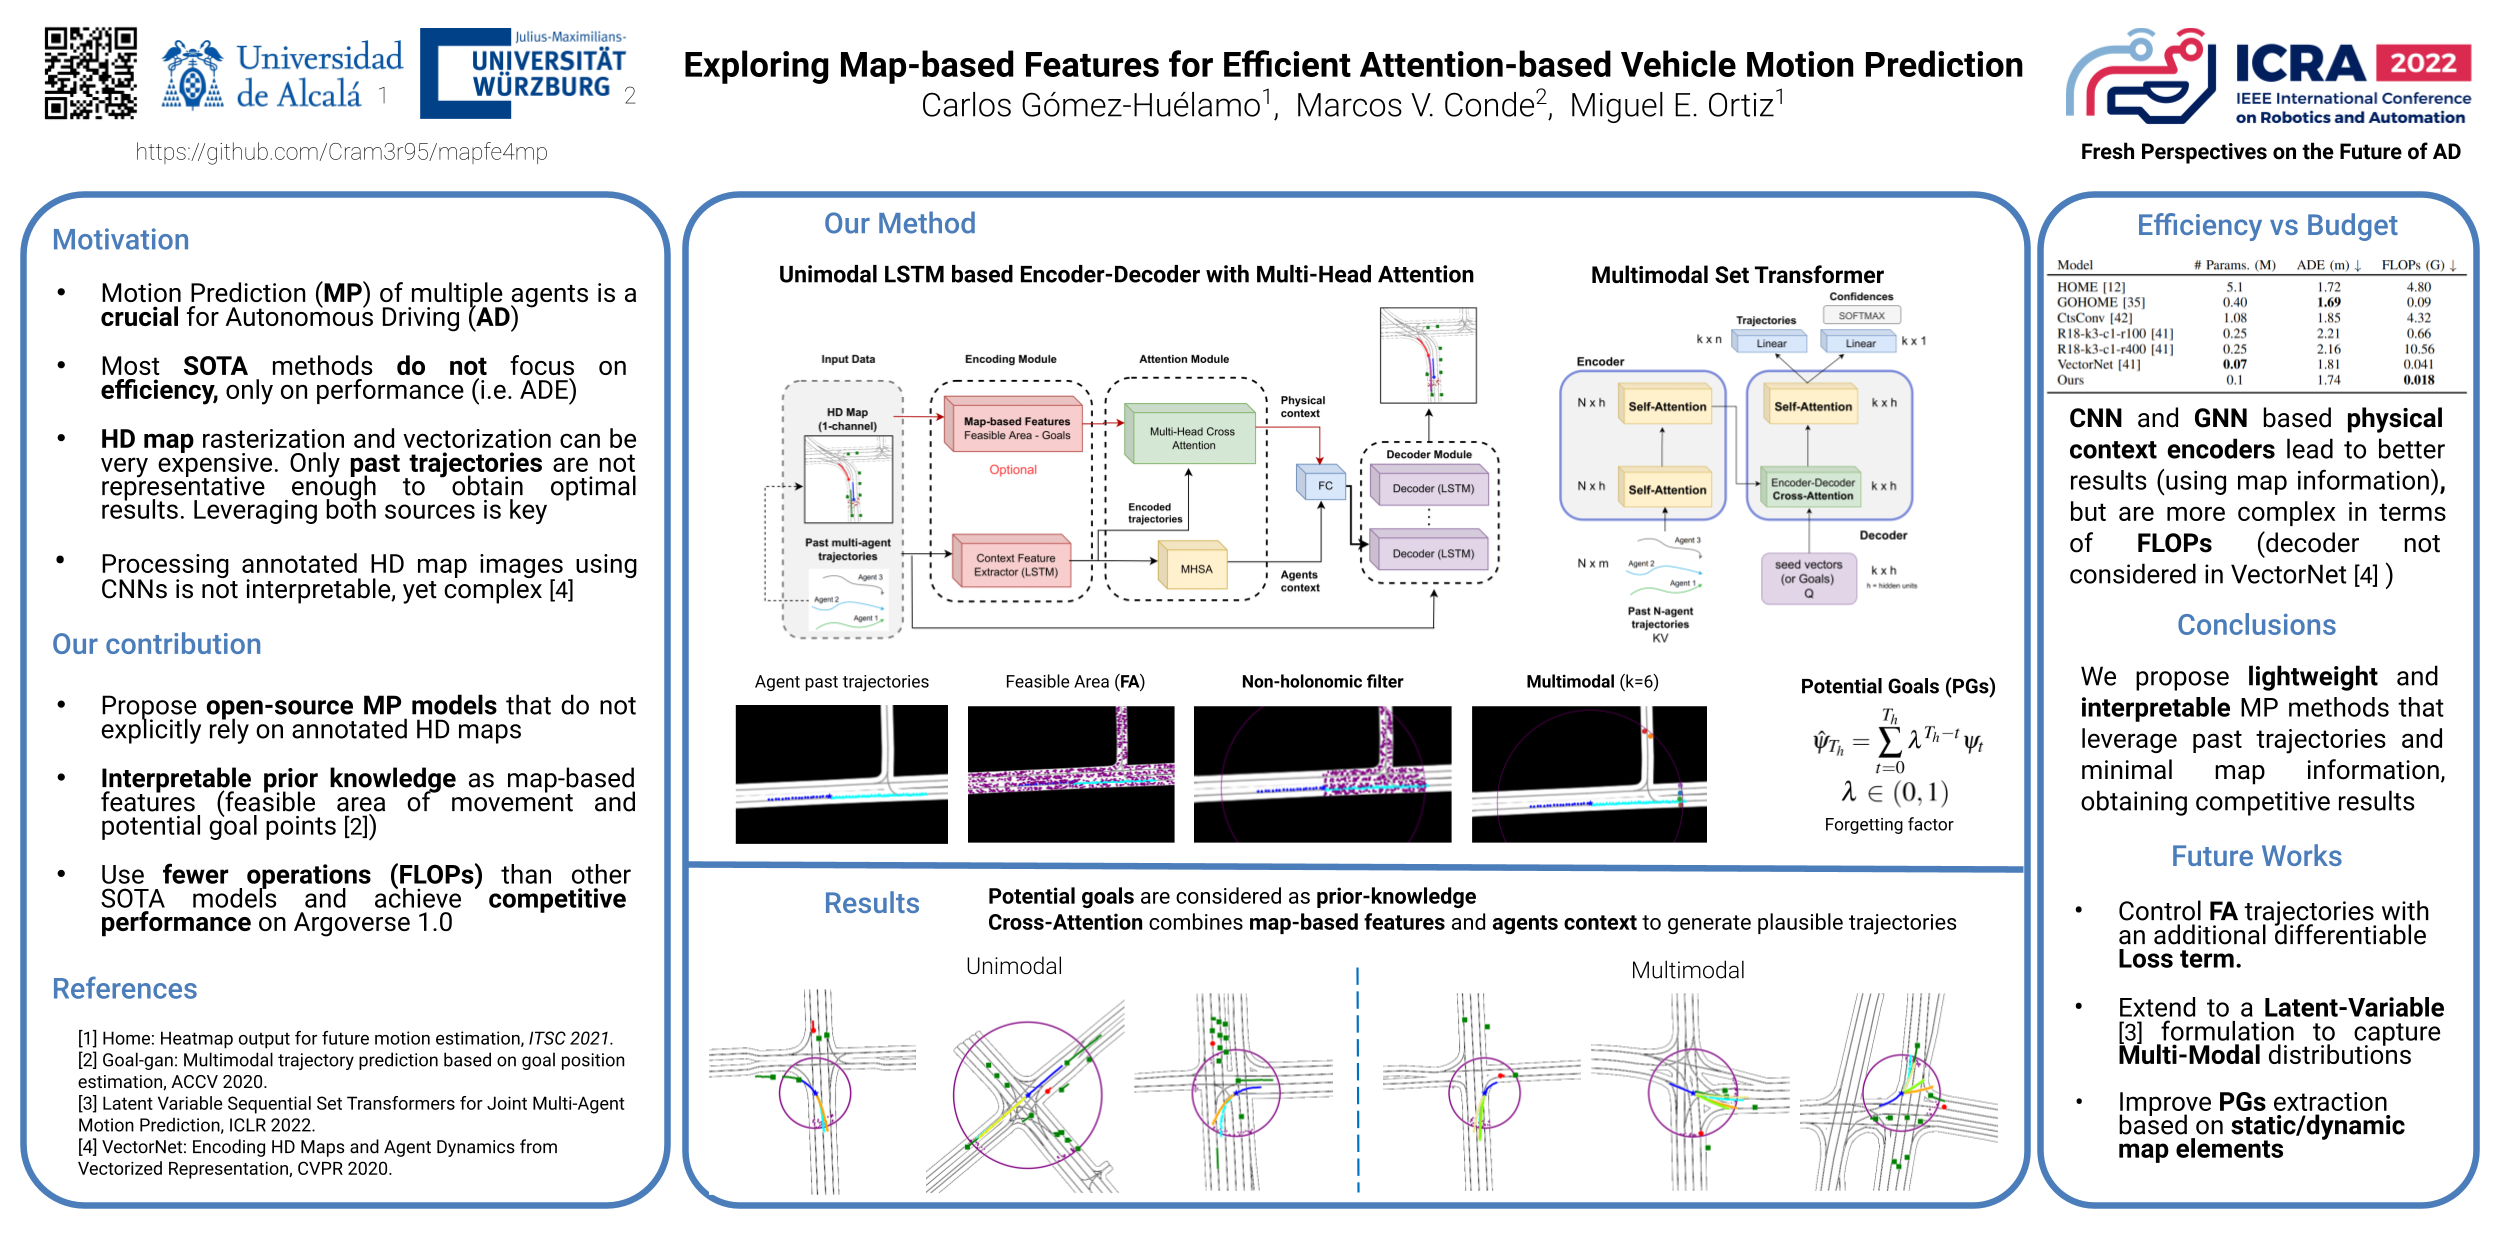 Universidad
de Alcalá 1
Julius-Maximilians-
UNIVERSITÄT
WÜRZBURG 2
https://github.com/Cram3r95/mapfe4mp
Exploring Map-based Features for Efficient Attention-based Vehicle Motion Prediction
Carlos Gómez-Huélamo1, Marcos V. Conde2, Miguel E. Ortiz1
ICRA 2022
IEEE International Conference
on Robotics and Automation
Fresh Perspectives on the Future of AD
Motivation
• Motion Prediction (MP) of multiple agents is a
crucial for Autonomous Driving (AD)
• Most SOTA methods do not focus on
efficiency, only on performance (i.e. ADE)
• HD map rasterization and vectorization can be
very expensive. Only past trajectories are not
representative enough to obtain optimal
results. Leveraging both sources is key
• Processing annotated HD map images using
CNNs is not interpretable, yet complex [4]
Our contribution
• Propose open-source MP models that do not
explicitly rely on annotated HD maps
• Interpretable prior knowledge as map-based
features (feasible area of movement and
potential goal points [2])
• Use fewer operations (FLOPs) than other
SOTA models and achieve competitive
performance on Argoverse 1.0
References
[1] Home: Heatmap output for future motion estimation, ITSC 2021.
[2] Goal-gan: Multimodal trajectory prediction based on goal position
estimation, ACCV 2020.
[3] Latent Variable Sequential Set Transformers for Joint Multi-Agent
Motion Prediction, ICLR 2022.
[4] VectorNet: Encoding HD Maps and Agent Dynamics from
Vectorized Representation, CVPR 2020.
Our Method
Unimodal LSTM based Encoder-Decoder with Multi-Head Attention
Input Data
Encoding Module
Attention Module
HD Map
(1-channel)
Map-based Features
Feasible Area - Goals
Optional
Multi-Head Cross
Attention
Physical
context
Encoded
trajectories
Past multi-agent
trajectories
Agent 3
Agent 2
Agent 1
Context Feature
Extractor (LSTM)
MHSA
Agents
context
FC
Decoder Module
Decoder (LSTM)
Decoder (LSTM)
Multimodal Set Transformer
Confidences
SOFTMAX
Trajectories
k x n
Linear
Linear
k x 1
Encoder
N x h
Self-Attention
Self-Attention
k x h
N x h
Self-Attention
Encoder-Decoder
Cross-Attention
k x h
Decoder
N x m
Agent 3
Agent 2
Agent 1
Past N-agent
trajectories
KV
seed vectors
(or Goals)
Q
k x h
h = hidden units
Agent past trajectories
Feasible Area (FA)
Non-holonomic filter
Multimodal (k=6)
Potential Goals (PGs)
ψ̂_{T_h} = ∑_{t=0}^{T_h} λ^{T_h−t} ψ_t
λ ∈ (0,1)
Forgetting factor
Results
Potential goals are considered as prior-knowledge
Cross-Attention combines map-based features and agents context to generate plausible trajectories
Unimodal
Multimodal
Efficiency vs Budget
Model # Params. (M) ADE (m) ↓ FLOPs (G) ↓
HOME [12] 5.1 1.72 4.80
GOHOME [35] 0.40 1.69 0.09
CtsConv [42] 1.08 1.85 4.32
R18-k3-c1-r100 [41] 0.25 2.21 0.66
R18-k3-c1-r400 [41] 0.25 2.16 10.56
VectorNet [41] 0.07 1.81 0.041
Ours 0.1 1.74 0.018
CNN and GNN based physical
context encoders lead to better
results (using map information),
but are more complex in terms
of FLOPs (decoder not
considered in VectorNet [4] )
Conclusions
We propose lightweight and
interpretable MP methods that
leverage past trajectories and
minimal map information,
obtaining competitive results
Future Works
• Control FA trajectories with
an additional differentiable
Loss term.
• Extend to a Latent-Variable
[3] formulation to capture
Multi-Modal distributions
• Improve PGs extraction
based on static/dynamic
map elements